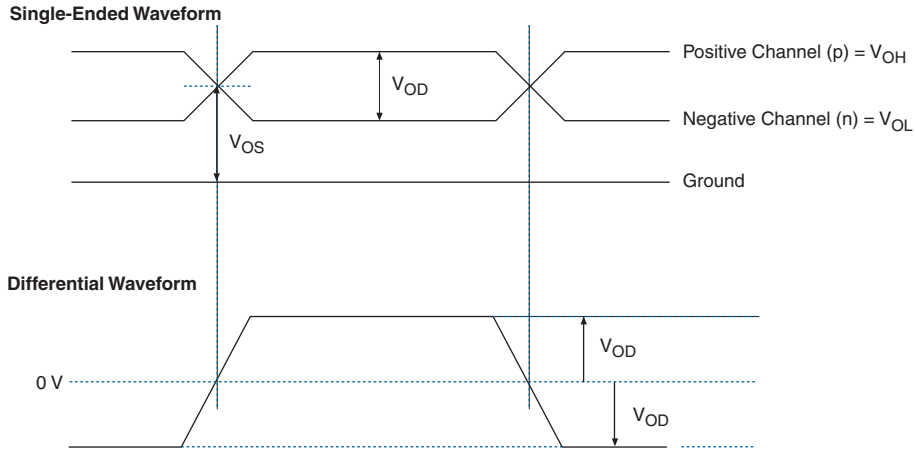 Single-Ended Waveform
Positive Channel (p) = VOH
VOD
Negative Channel (n) = VOL
VOS
Ground
Differential Waveform
VOD
0 V
VOD